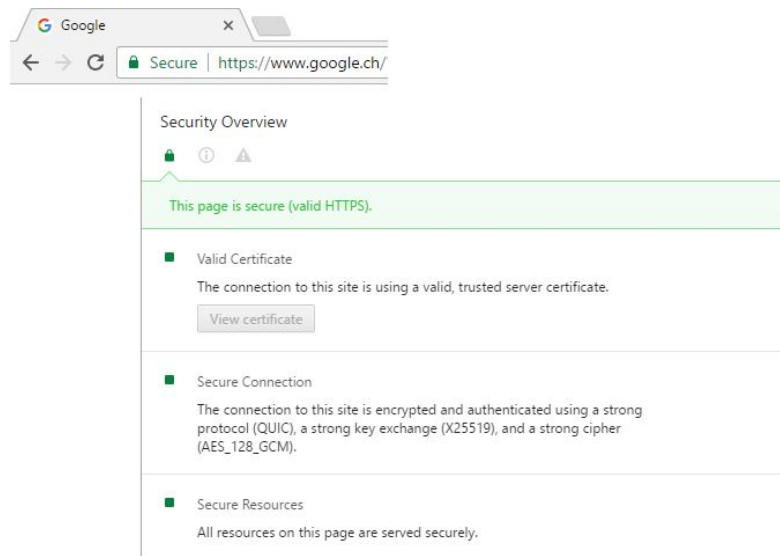 Google
Secure | https://www.google.ch/
Security Overview
This page is secure (valid HTTPS).
Valid Certificate
The connection to this site is using a valid, trusted server certificate.
View certificate
Secure Connection
The connection to this site is encrypted and authenticated using a strong
protocol (QUIC), a strong key exchange (X25519), and a strong cipher
(AES_128_GCM).
Secure Resources
All resources on this page are served securely.